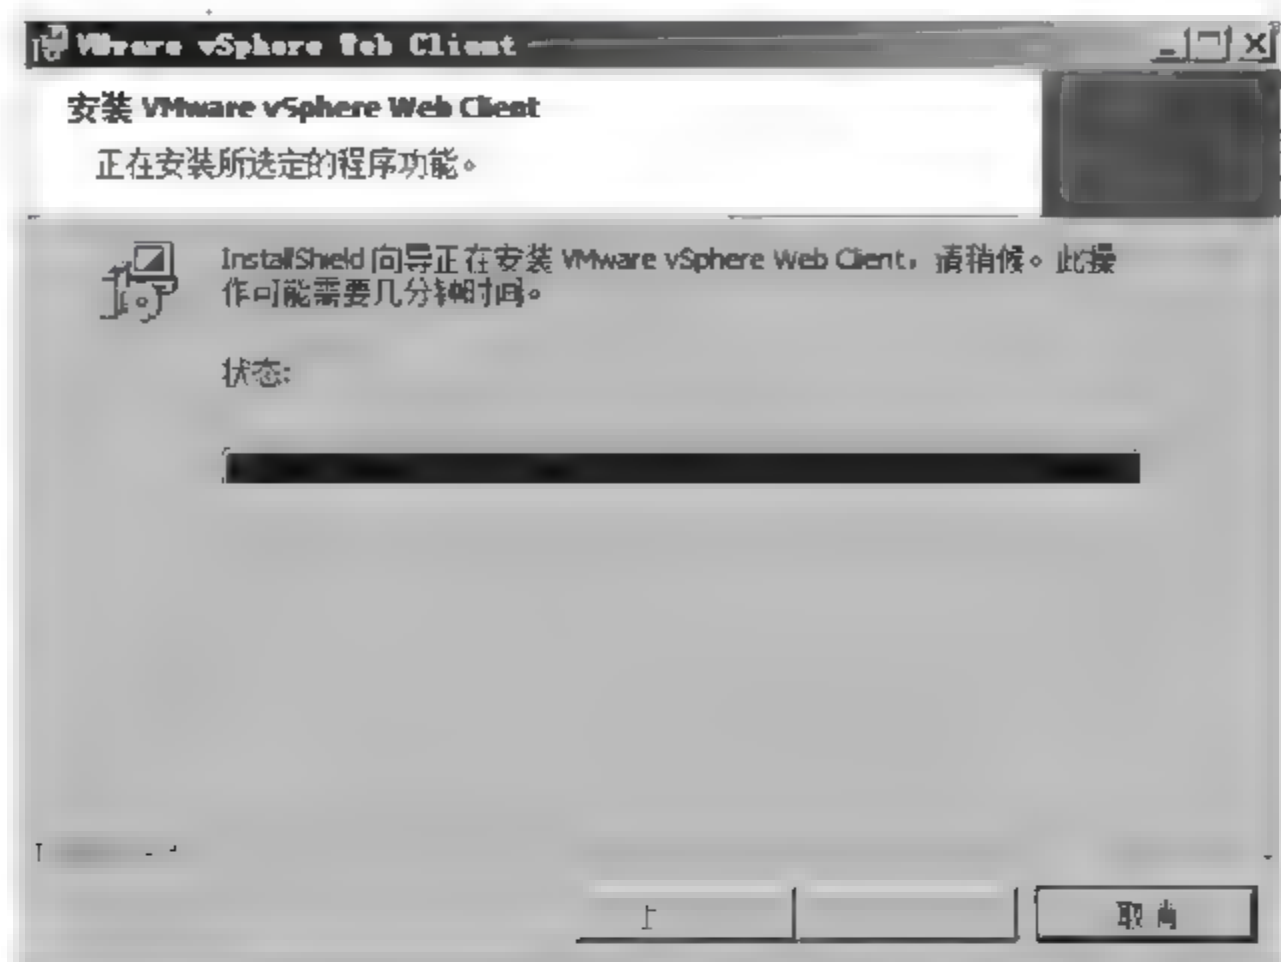 VMware vSphere Web Client
安装 VMware vSphere Web Client
正在安装所选定的程序功能。
InstallShield 向导正在安装 VMware vSphere Web Client，请稍候。此操
作可能需要几分钟时间。
状态:
上
取消